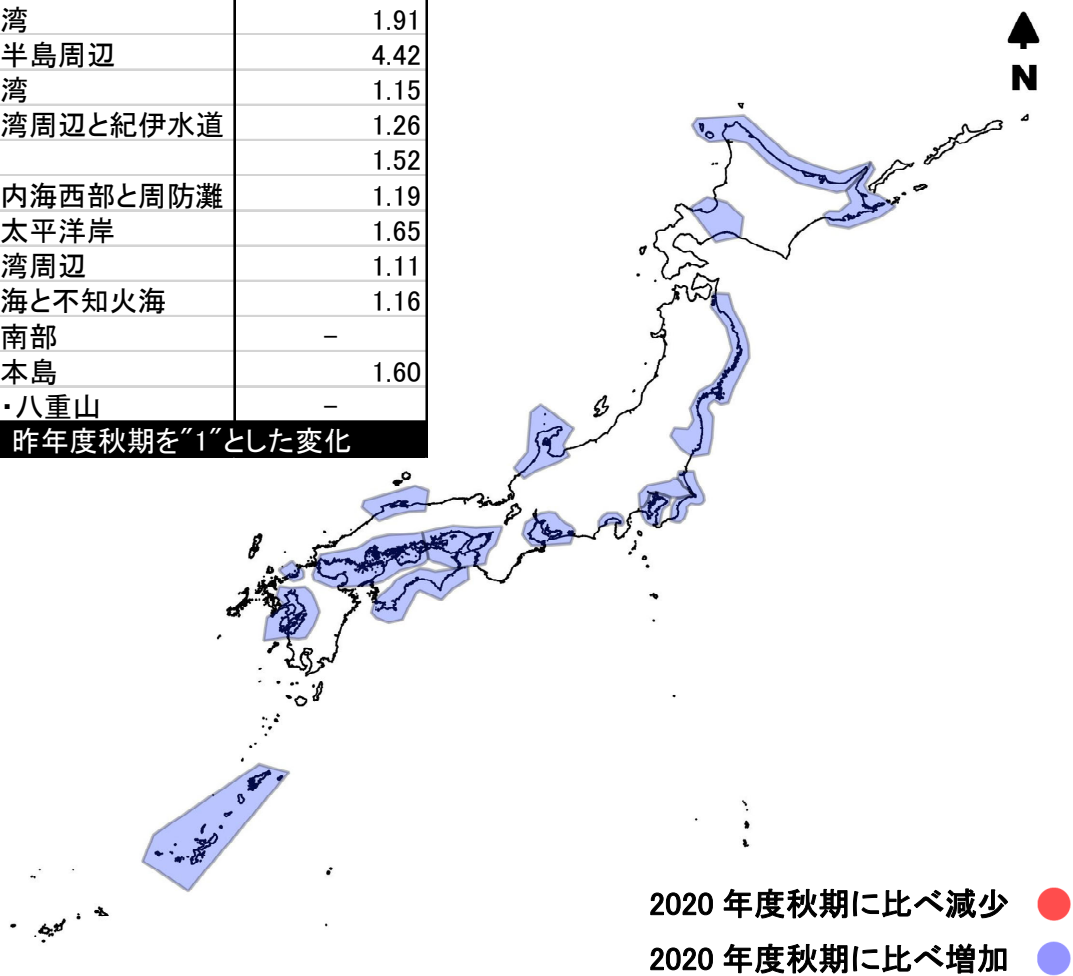 湾 1.91
半島周辺 4.42
湾 1.15
湾周辺と紀伊水道 1.26
1.52
内海西部と周防灘 1.19
太平洋岸 1.65
湾周辺 1.11
海と不知火海 1.16
南部 −
本島 1.60
・八重山 −
昨年度秋期を"1"とした変化
N
2020 年度秋期に比べ減少
2020 年度秋期に比べ増加